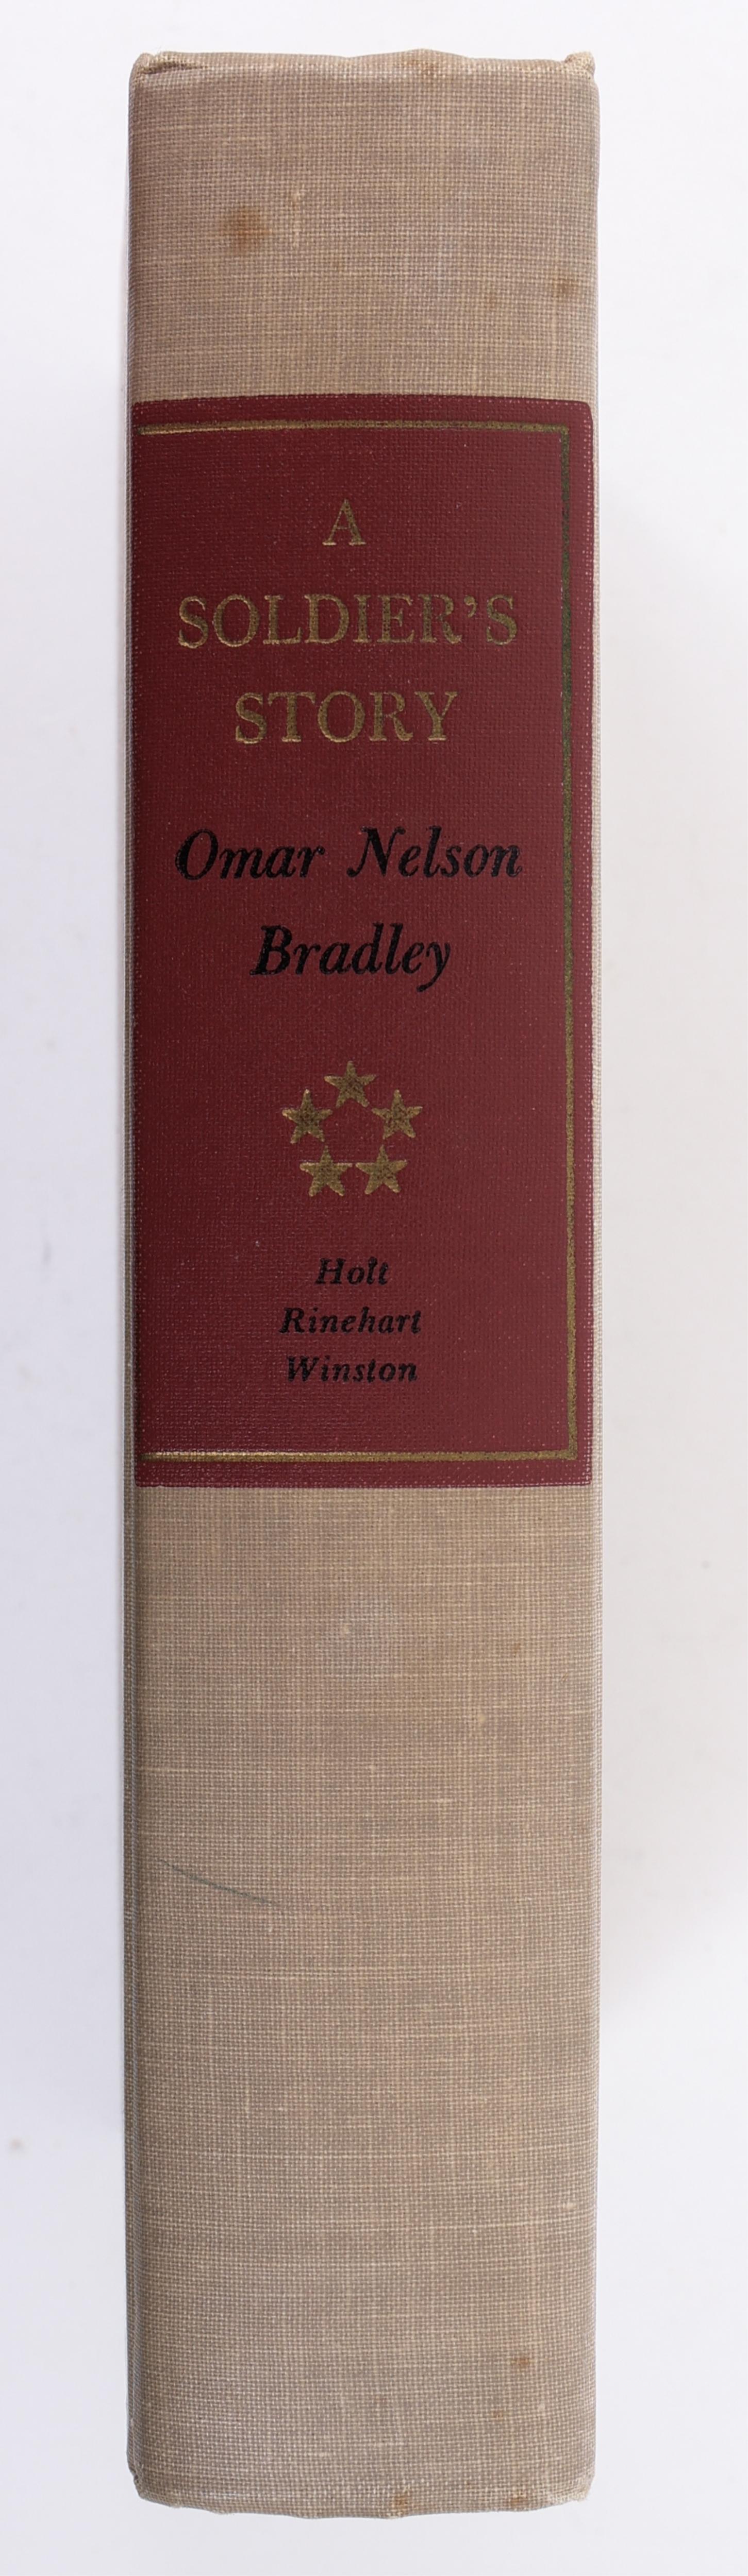 A
SOLDIER'S
STORY
Omar Nelson
Bradley
Holt
Rinehart
Winston